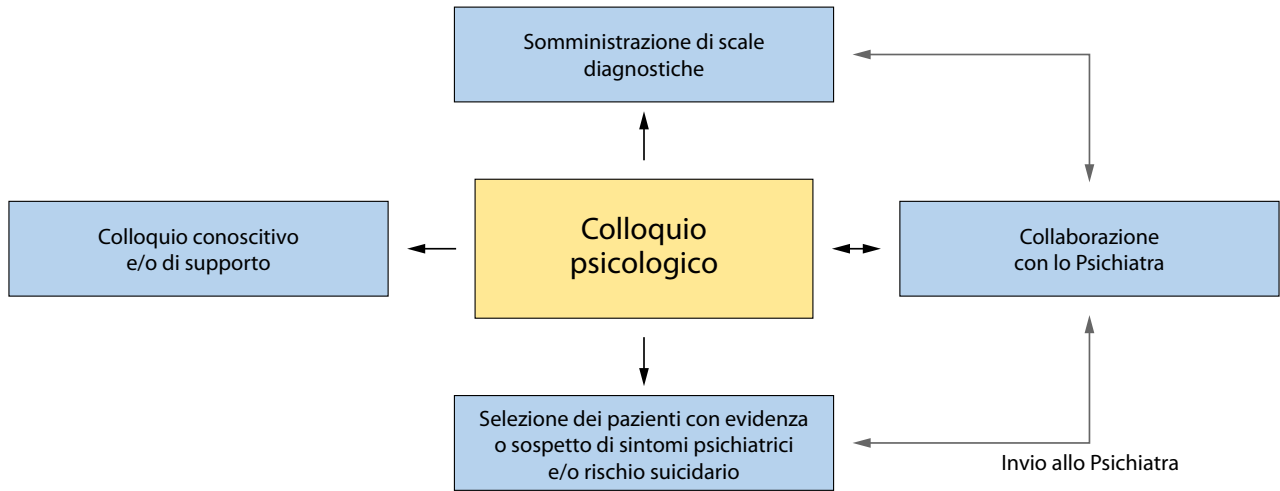 Somministrazione di scale
diagnostiche
Colloquio conoscitivo
e/o di supporto
Colloquio
psicologico
Collaborazione
con lo Psichiatra
Selezione dei pazienti con evidenza
o sospetto di sintomi psichiatrici
e/o rischio suicidario
Invio allo Psichiatra